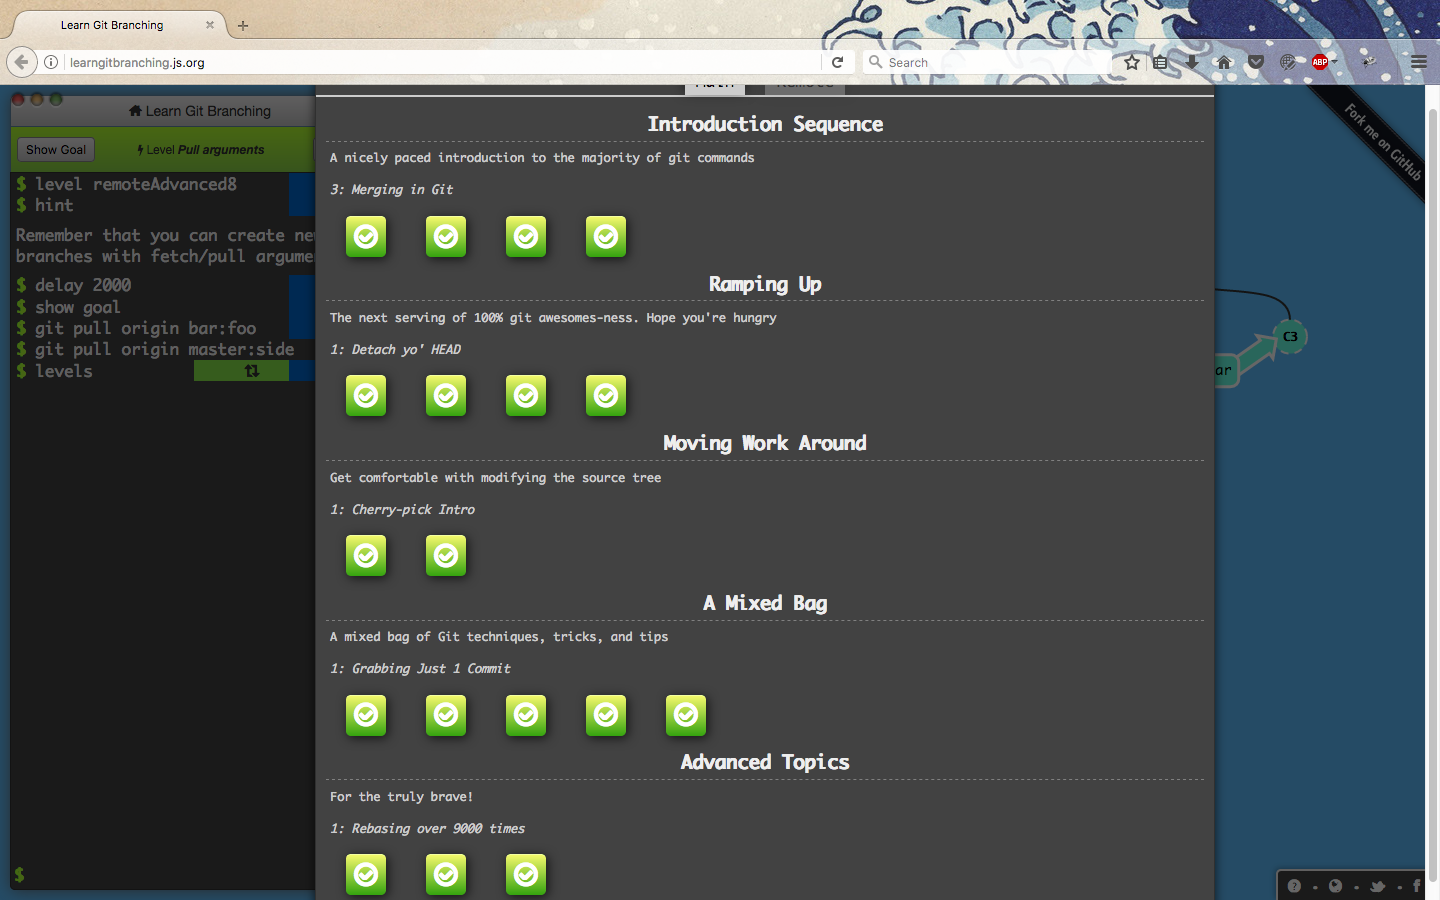 Learn Git Branching
learngitbranching.js.org
Search
ABP
Learn Git Branching
Show Goal
Level Pull arguments
$ level remoteAdvanced8
$ hint
Remember that you can create
branches with fetch/pull
$ delay 2000
$ show goal
$ git pull origin bar:foo
$ git pull origin master:side
$ levels
$
Introduction Sequence
A nicely paced introduction to the majority of git commands
3: Merging in Git
Ramping Up
The next serving of 100% git awesomes-ness. Hope you're hungry
1: Detach yo' HEAD
Moving Work Around
Get comfortable with modifying the source tree
1: Cherry-pick Intro
A Mixed Bag
A mixed bag of Git techniques, tricks, and tips
1: Grabbing Just 1 Commit
Advanced Topics
For the truly brave!
1: Rebasing over 9000 times
Fork me on GitHub
C3